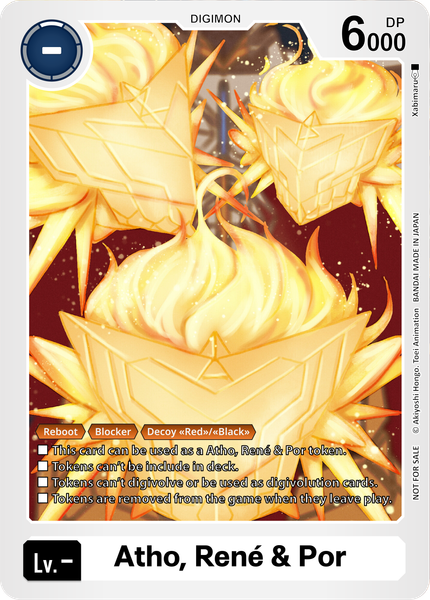 DIGIMON
-
DP
6000
Xabimaru
© Akiyoshi Hongo. Toei Animation BANDAI MADE IN JAPAN
NOT FOR SALE
Reboot Blocker Decoy «Red»/«Black»
This card can be used as a Atho, René & Por token.
Tokens can't be include in deck.
Tokens can't digivolve or be used as digivolution cards.
Tokens are removed from the game when they leave play.
Lv.-
Atho, René & Por